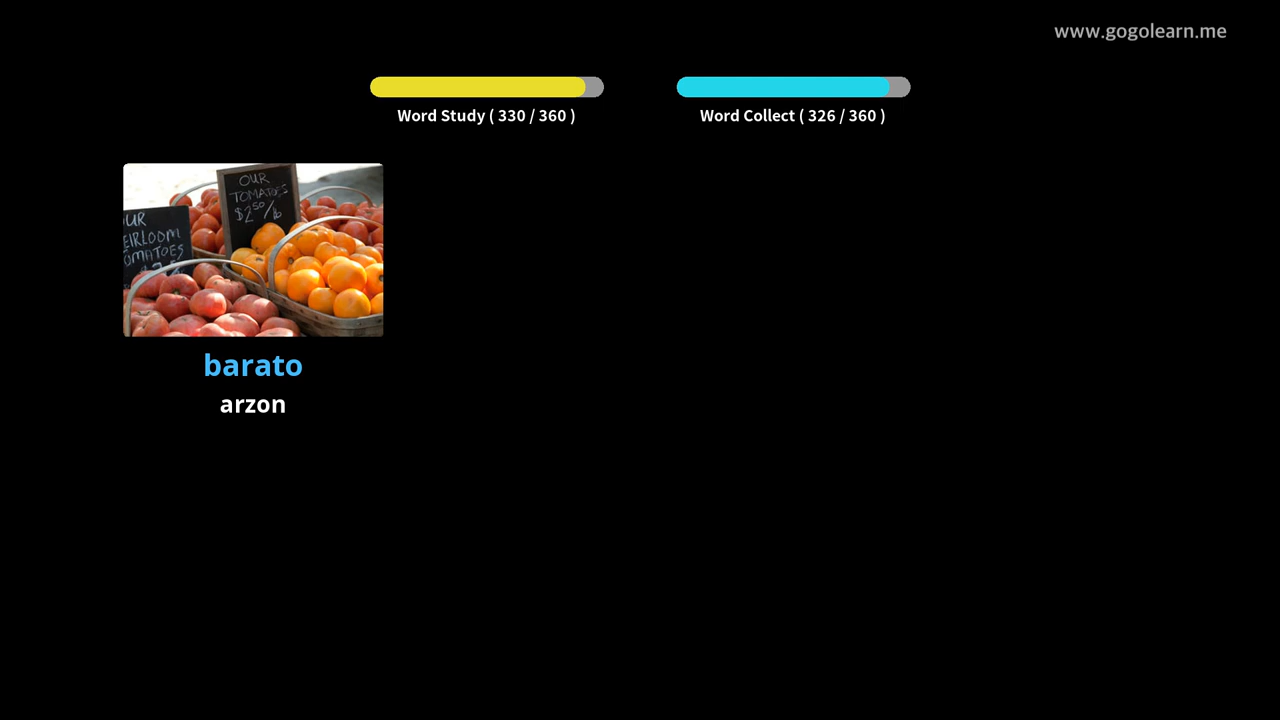 www.gogolearn.me
Word Study ( 330 / 360 )
Word Collect ( 326 / 360 )
OUR
TOMATOES
$2.50/lb
UR
EIRLOOM
OMATOES
barato
arzon